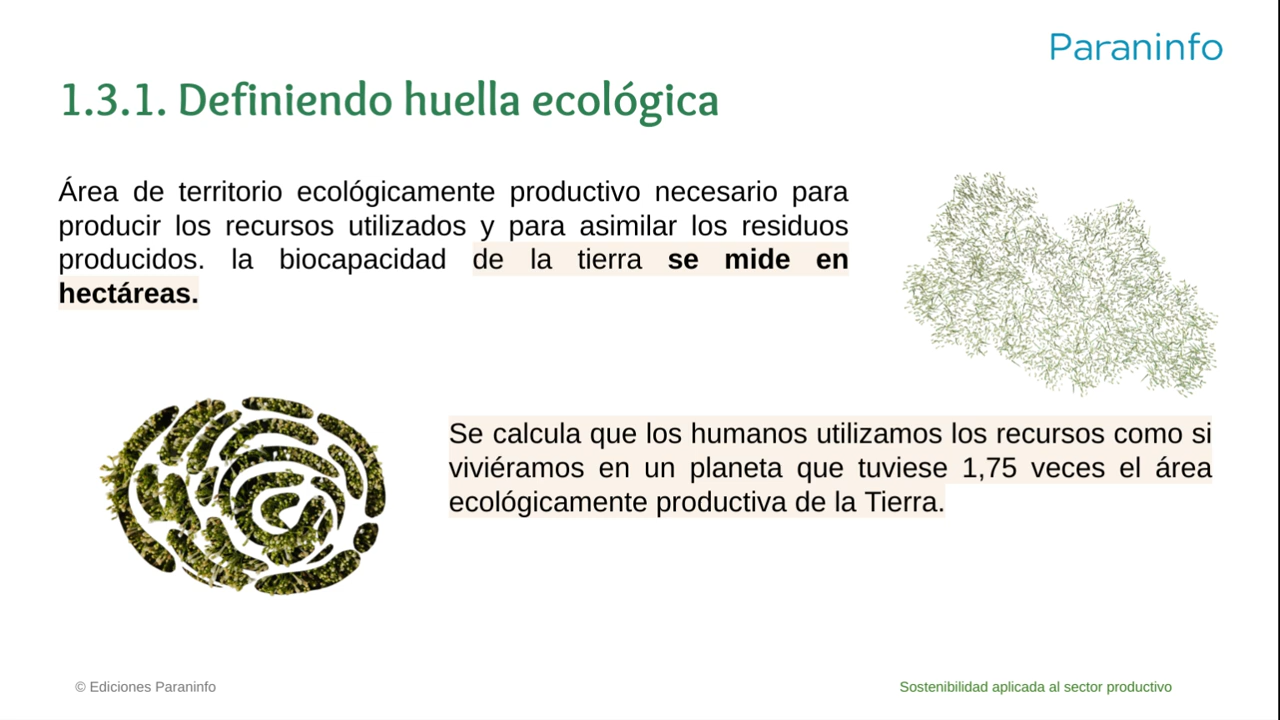 Paraninfo
1.3.1. Definiendo huella ecológica
Área de territorio ecológicamente productivo necesario para
producir los recursos utilizados y para asimilar los residuos
producidos. la biocapacidad de la tierra se mide en
hectáreas.
Se calcula que los humanos utilizamos los recursos como si
viviéramos en un planeta que tuviese 1,75 veces el área
ecológicamente productiva de la Tierra.
© Ediciones Paraninfo
Sostenibilidad aplicada al sector productivo